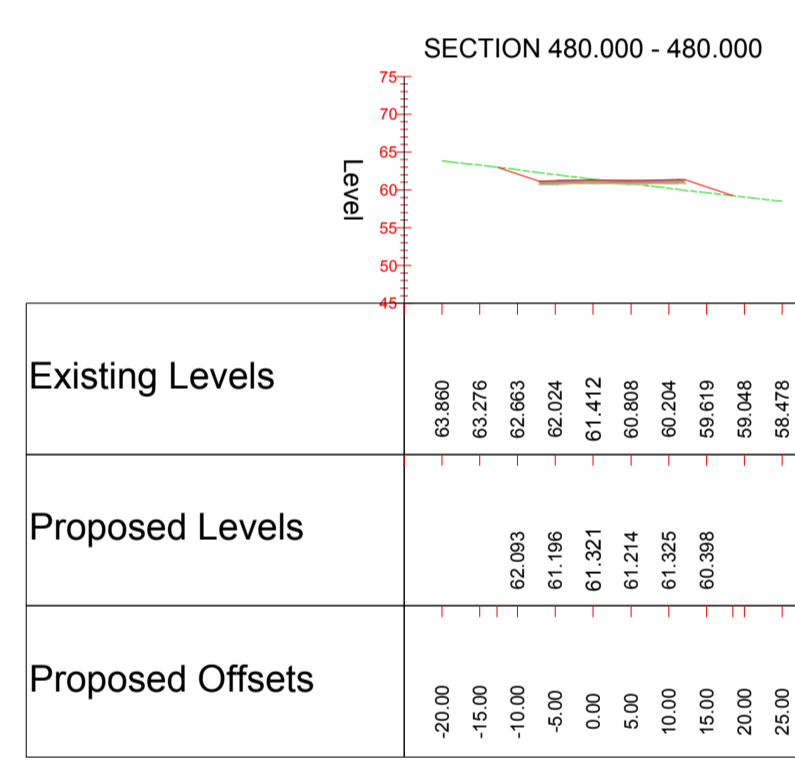 SECTION 480.000 - 480.000
75
70
65
60
55
50
45
Level
Existing Levels
63.860 63.276 62.663 62.024 61.412 60.808 60.204 59.619 59.048 58.478
Proposed Levels
62.093 61.196 61.321 61.214 61.325 60.398
Proposed Offsets
-20.00 -15.00 -10.00 -5.00 0.00 5.00 10.00 15.00 20.00 25.00